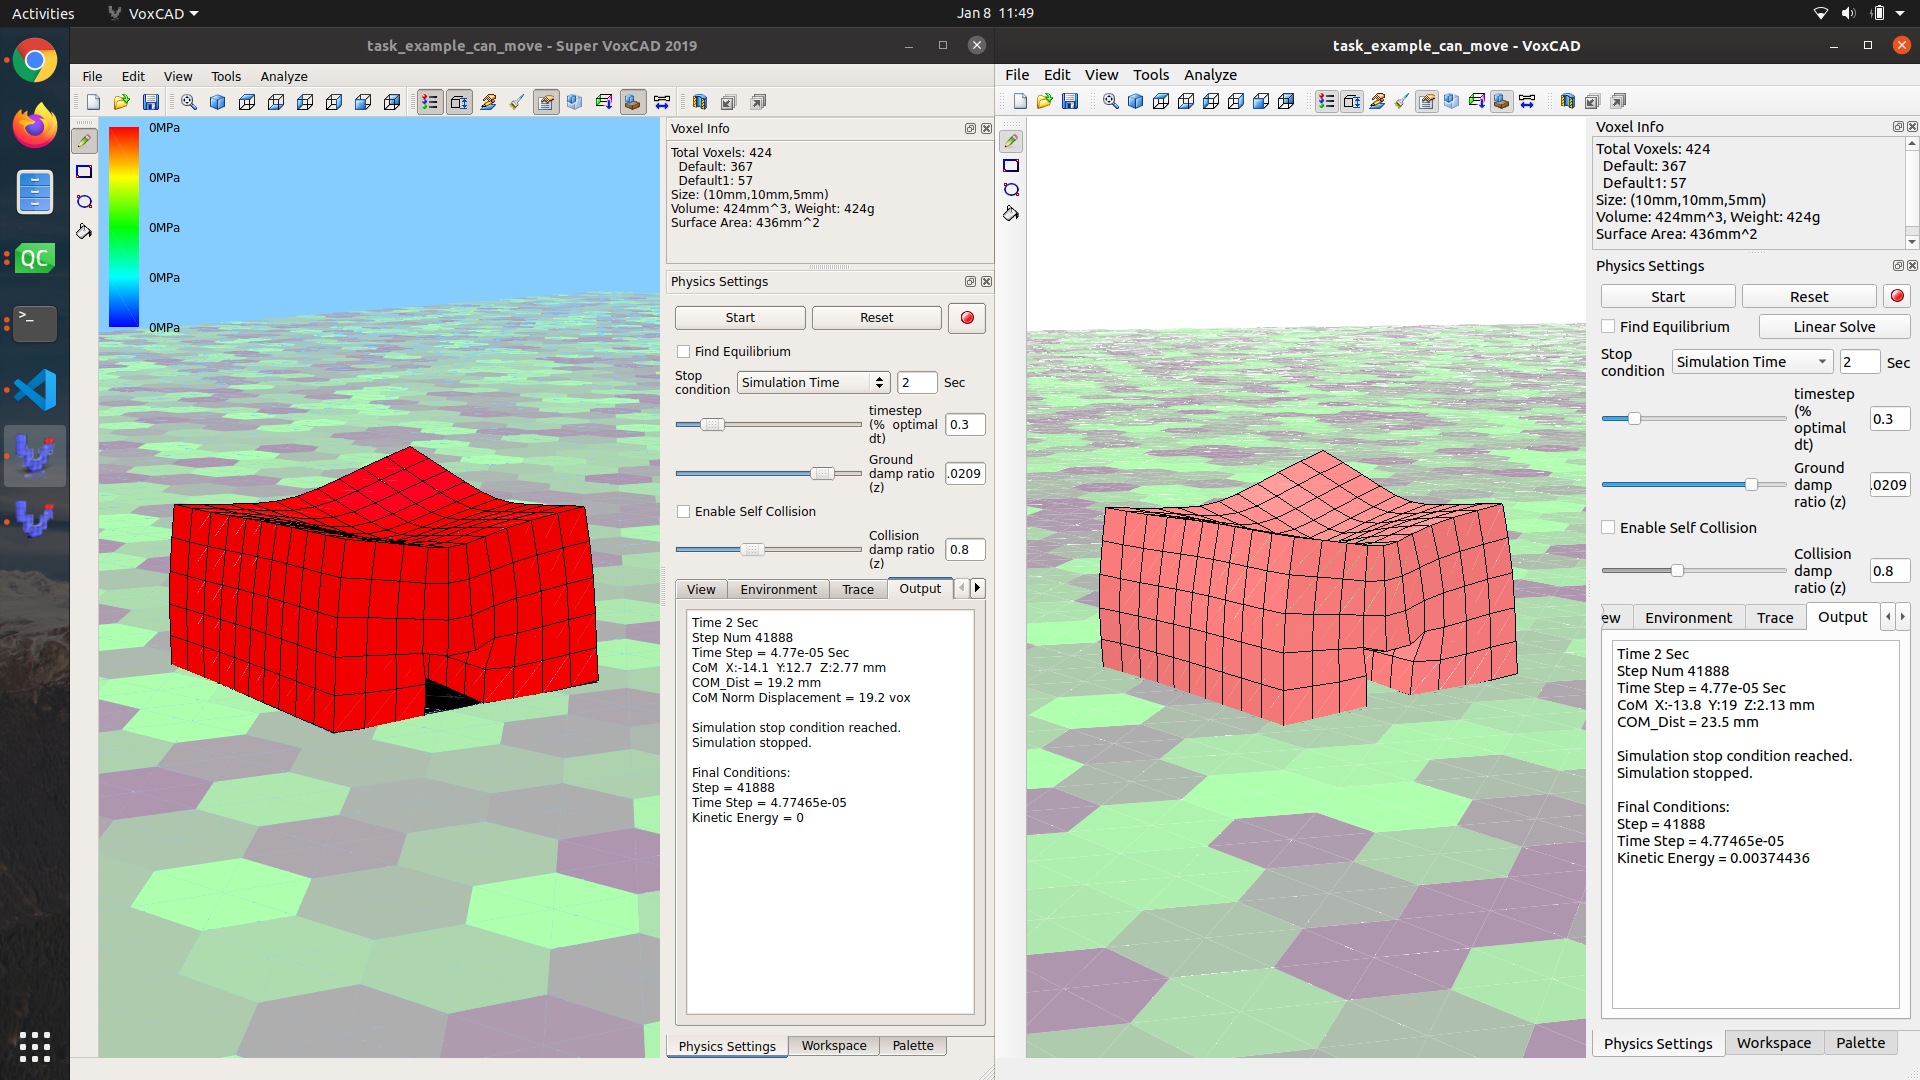 Activities
VoxCAD
Jan 8 11:49
task_example_can_move - Super VoxCAD 2019
File Edit View Tools Analyze
0MPa
0MPa
0MPa
0MPa
0MPa
Voxel Info
Total Voxels: 424
Default: 367
Default1: 57
Size: (10mm,10mm,5mm)
Volume: 424mm^3, Weight: 424g
Surface Area: 436mm^2
Physics Settings
Start Reset
Find Equilibrium
Stop condition Simulation Time 2 Sec
timestep (% optimal dt) 0.3
Ground damp ratio (z) .0209
Enable Self Collision
Collision damp ratio (z) 0.8
View Environment Trace Output
Time 2 Sec
Step Num 41888
Time Step = 4.77e-05 Sec
CoM X:-14.1 Y:12.7 Z:2.77 mm
COM_Dist = 19.2 mm
CoM Norm Displacement = 19.2 vox
Simulation stop condition reached.
Simulation stopped.
Final Conditions:
Step = 41888
Time Step = 4.77465e-05
Kinetic Energy = 0
Physics Settings Workspace Palette
task_example_can_move - VoxCAD
File Edit View Tools Analyze
Voxel Info
Total Voxels: 424
Default: 367
Default1: 57
Size: (10mm,10mm,5mm)
Volume: 424mm^3, Weight: 424g
Surface Area: 436mm^2
Physics Settings
Start Reset
Find Equilibrium Linear Solve
Stop condition Simulation Time 2 Sec
timestep (% optimal dt) 0.3
Ground damp ratio (z) .0209
Enable Self Collision
Collision damp ratio (z) 0.8
ew Environment Trace Output
Time 2 Sec
Step Num 41888
Time Step = 4.77e-05 Sec
CoM X:-13.8 Y:19 Z:2.13 mm
COM_Dist = 23.5 mm
Simulation stop condition reached.
Simulation stopped.
Final Conditions:
Step = 41888
Time Step = 4.77465e-05
Kinetic Energy = 0.00374436
Physics Settings Workspace Palette
QC
>_